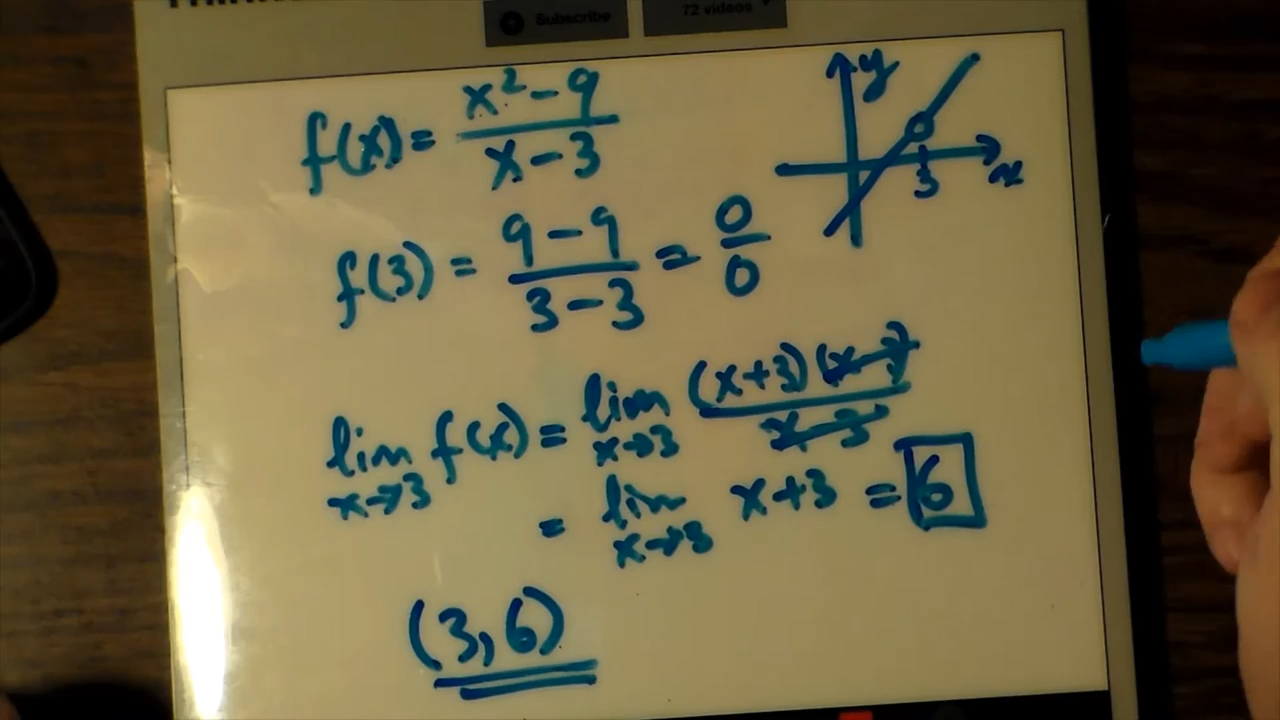 Subscribe
72 videos
f(x) = x² - 9 / x - 3
y
x
3
f(3) = 9 - 9 / 3 - 3 = 0 / 0
lim x→3 f(x) = lim x→3 (x+3)(x-3) / x-3
= lim x→3 x+3 = 6
(3,6)